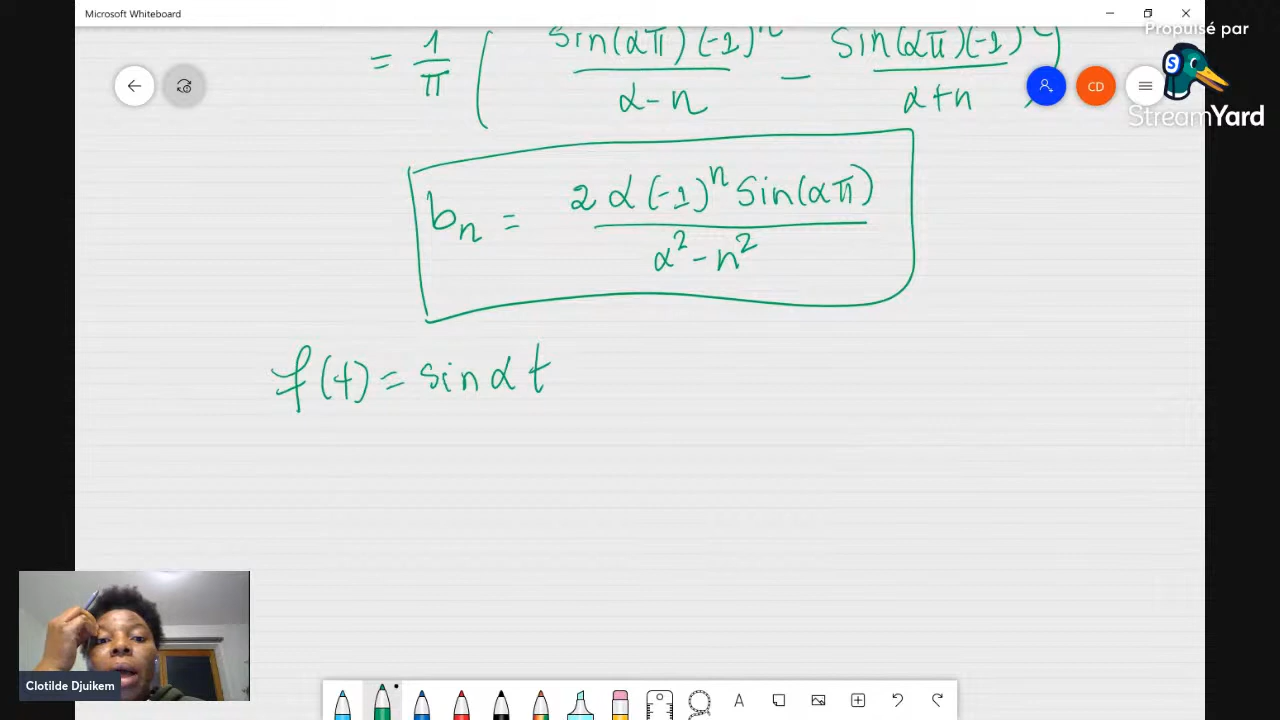 Microsoft Whiteboard
Propulsé par
StreamYard
CD
= 1/π ( sin(απ)(-1)^n / α-n − sin(απ)(-1)^n / α+n )
b_n = 2α(-1)^n sin(απ) / α²-n²
f(t) = sin αt
Clotilde Djuikem
A